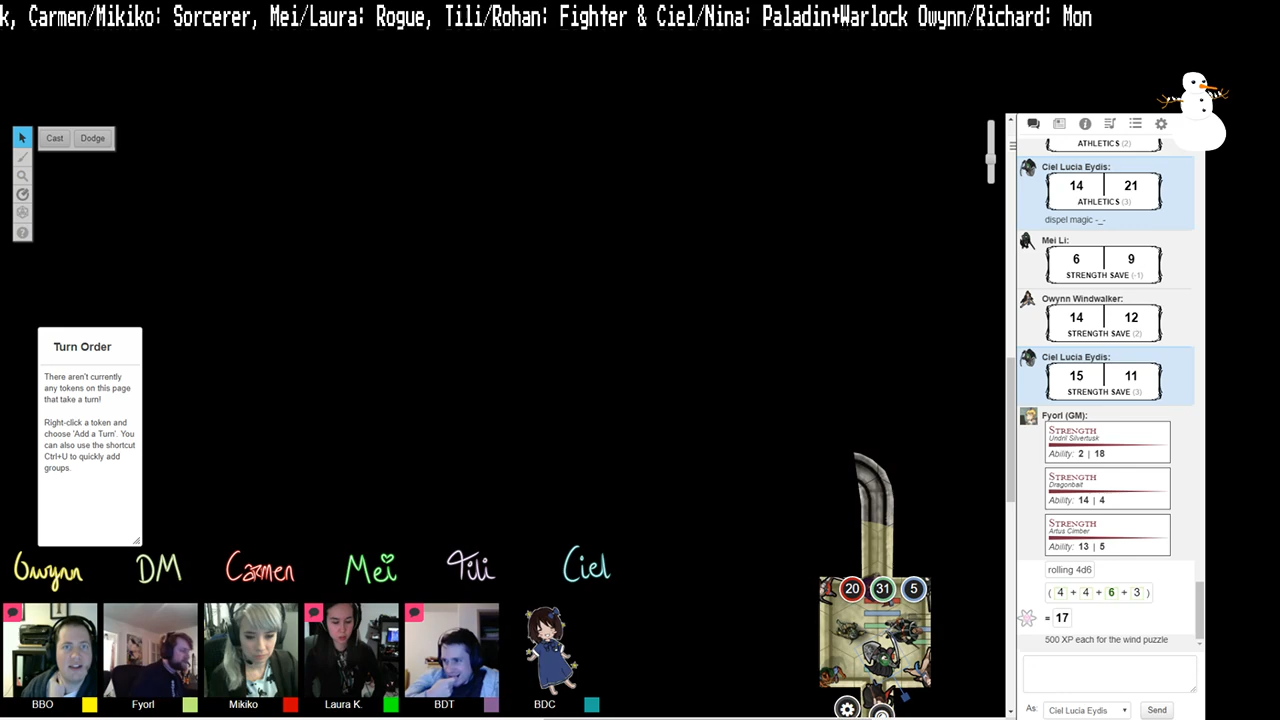 k, Carmen/Mikiko: Sorcerer, Mei/Laura: Rogue, Tili/Rohan: Fighter & Ciel/Nina: Paladin+Warlock Owynn/Richard: Mon
Cast Dodge
ATHLETICS (2)
Ciel Lucia Eydis:
14 21
ATHLETICS (3)
dispel magic -_-
Mei Li:
6 9
STRENGTH SAVE (-1)
Owynn Windwalker:
14 12
STRENGTH SAVE (2)
Ciel Lucia Eydis:
15 11
STRENGTH SAVE (3)
Fyorl (GM):
STRENGTH
Undril Silvertusk
Ability: 2 | 18
STRENGTH
Dragonbait
Ability: 14 | 4
STRENGTH
Artus Cimber
Ability: 13 | 5
rolling 4d6
( 4 + 4 + 6 + 3 )
= 17
500 XP each for the wind puzzle
As: Ciel Lucia Eydis Send
Turn Order
There aren't currently
any tokens on this page
that take a turn!
Right-click a token and
choose 'Add a Turn'. You
can also use the shortcut
Ctrl+U to quickly add
groups.
20 31 5
Owynn DM Carmen Mei Tili Ciel
BBO Fyorl Mikiko Laura K. BDT BDC